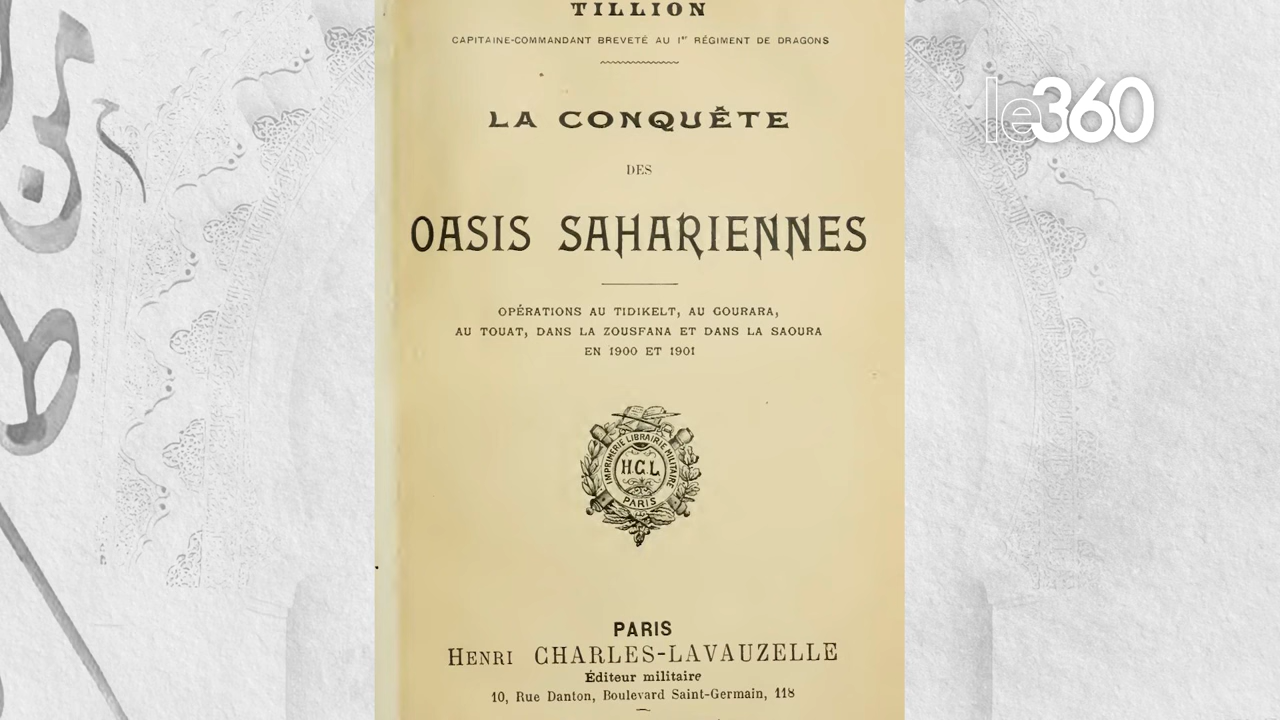 TILLION
CAPITAINE-COMMANDANT BREVETÉ AU 1er RÉGIMENT DE DRAGONS
LA CONQUÊTE
DES
OASIS SAHARIENNES
OPÉRATIONS AU TIDIKELT, AU GOURARA,
AU TOUAT, DANS LA ZOUSFANA ET DANS LA SAOURA
EN 1900 ET 1901
IMPRIMERIE LIBRAIRIE MILITAIRE
H.C.L.
PARIS
PARIS
HENRI CHARLES-LAVAUZELLE
Éditeur militaire
10, Rue Danton, Boulevard Saint-Germain, 118
le360